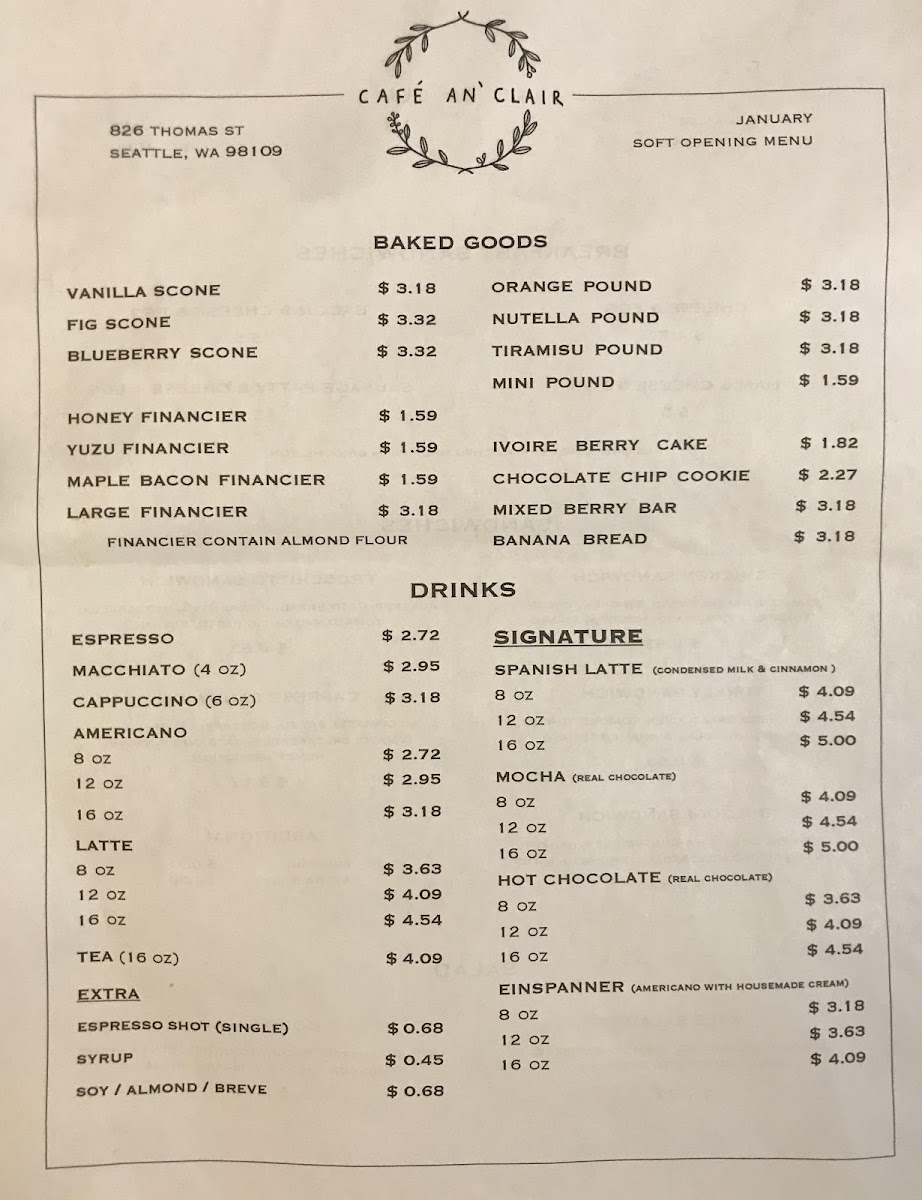 CAFÉ AN' CLAIR
826 THOMAS ST
SEATTLE, WA 98109
JANUARY
SOFT OPENING MENU
BAKED GOODS
VANILLA SCONE $ 3.18
FIG SCONE $ 3.32
BLUEBERRY SCONE $ 3.32
HONEY FINANCIER $ 1.59
YUZU FINANCIER $ 1.59
MAPLE BACON FINANCIER $ 1.59
LARGE FINANCIER $ 3.18
FINANCIER CONTAIN ALMOND FLOUR
ORANGE POUND $ 3.18
NUTELLA POUND $ 3.18
TIRAMISU POUND $ 3.18
MINI POUND $ 1.59
IVOIRE BERRY CAKE $ 1.82
CHOCOLATE CHIP COOKIE $ 2.27
MIXED BERRY BAR $ 3.18
BANANA BREAD $ 3.18
DRINKS
ESPRESSO $ 2.72
MACCHIATO (4 OZ) $ 2.95
CAPPUCCINO (6 OZ) $ 3.18
AMERICANO
8 OZ $ 2.72
12 OZ $ 2.95
16 OZ $ 3.18
LATTE
8 OZ $ 3.63
12 OZ $ 4.09
16 OZ $ 4.54
TEA (16 OZ) $ 4.09
EXTRA
ESPRESSO SHOT (SINGLE) $ 0.68
SYRUP $ 0.45
SOY / ALMOND / BREVE $ 0.68
SIGNATURE
SPANISH LATTE (CONDENSED MILK & CINNAMON )
8 OZ $ 4.09
12 OZ $ 4.54
16 OZ $ 5.00
MOCHA (REAL CHOCOLATE)
8 OZ $ 4.09
12 OZ $ 4.54
16 OZ $ 5.00
HOT CHOCOLATE (REAL CHOCOLATE)
8 OZ $ 3.63
12 OZ $ 4.09
16 OZ $ 4.54
EINSPANNER (AMERICANO WITH HOUSEMADE CREAM)
8 OZ $ 3.18
12 OZ $ 3.63
16 OZ $ 4.09